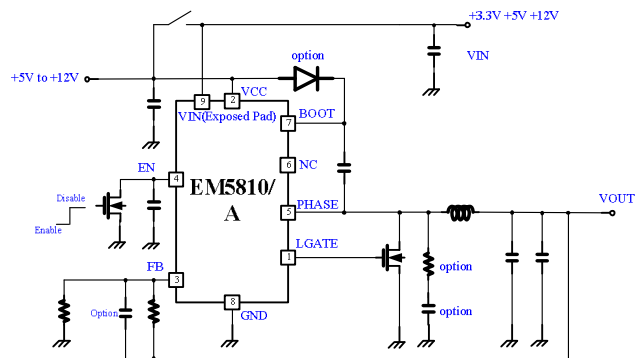 +3.3V +5V +12V
option
VIN
+5V to +12V
VCC
9
2
VIN(Exposed Pad)
BOOT
7
NC
6
EN
4
EM5810/
A
Disable
Enable
PHASE
5
VOUT
LGATE
1
FB
3
option
Option
option
8
GND